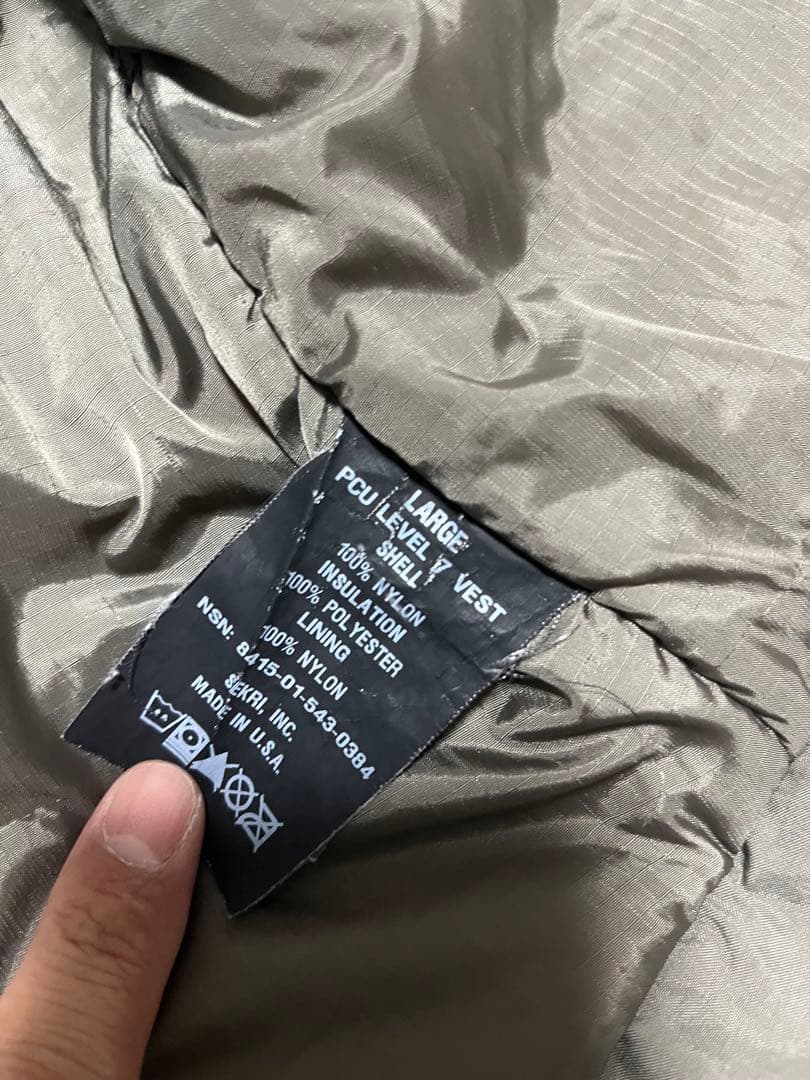 LARGE
PCU LEVEL 7 VEST
SHELL
100% NYLON
INSULATION
100% POLYESTER
LINING
100% NYLON
NSN: 8415-01-543-0384
SEKRI, INC.
MADE IN U.S.A.